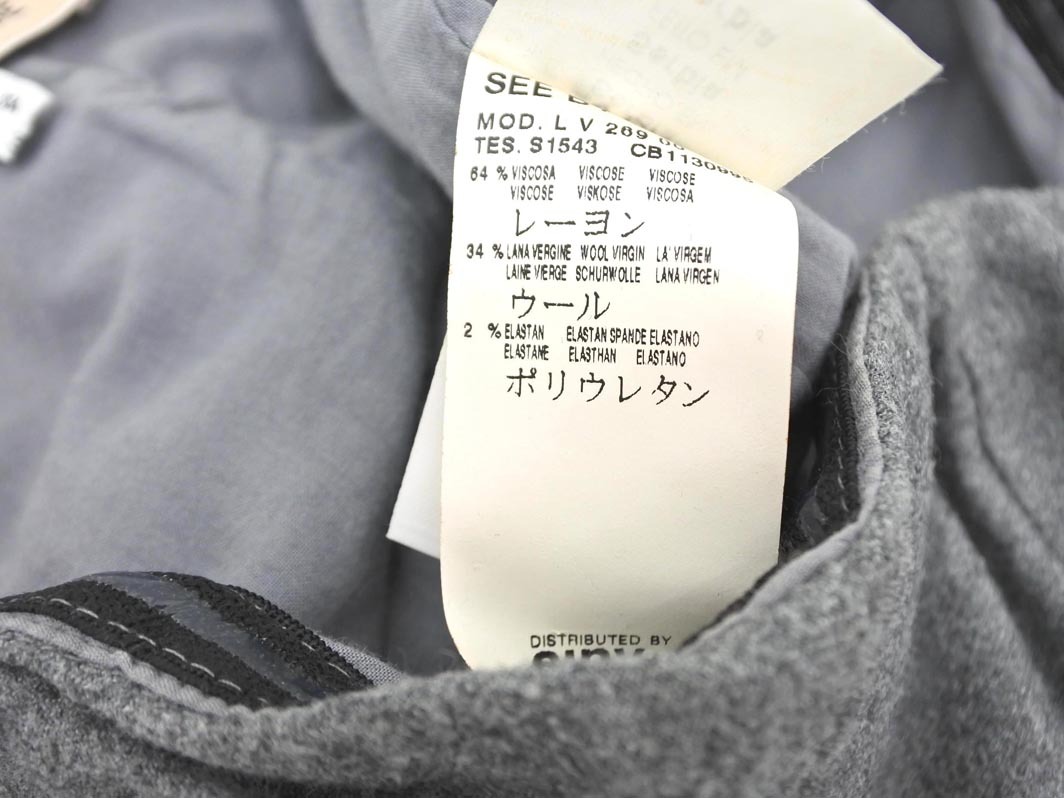 SEE
MOD. L V 269
TES. S1543 CB1130
64 % VISCOSA VISCOSE VISCOSE
VISCOSE VISKOSE VISCOSA
レーヨン
34 % LANA VERGINE WOOL VIRGIN LA' VIRGEM
LAINE VIERGE SCHURWOLLE LANA VIRGEN
ウール
2 % ELASTAN ELASTAN SPANDE ELASTANO
ELASTANE ELASTHAN ELASTANO
ポリウレタン
DISTRIBUTED BY